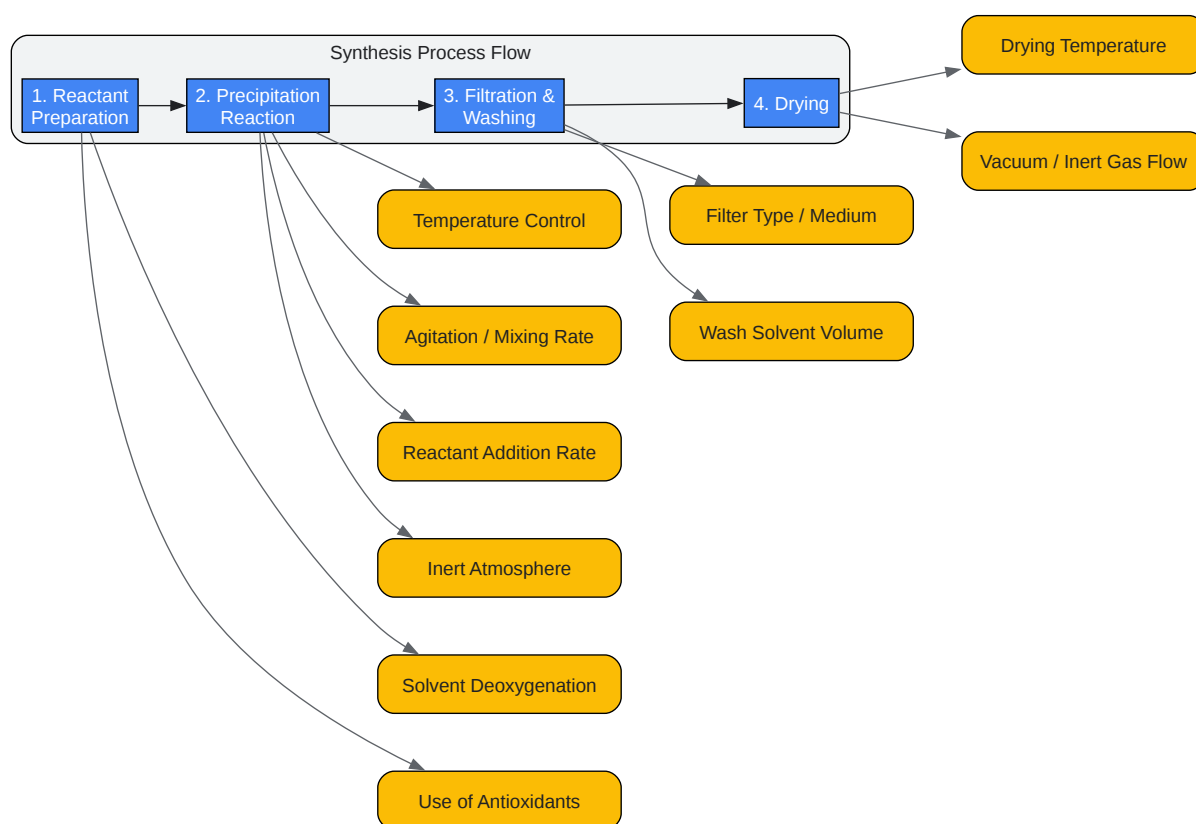 Synthesis Process Flow
1. Reactant
Preparation
2. Precipitation
Reaction
3. Filtration &
Washing
4. Drying
Drying Temperature
Vacuum / Inert Gas Flow
Temperature Control
Filter Type / Medium
Agitation / Mixing Rate
Wash Solvent Volume
Reactant Addition Rate
Inert Atmosphere
Solvent Deoxygenation
Use of Antioxidants